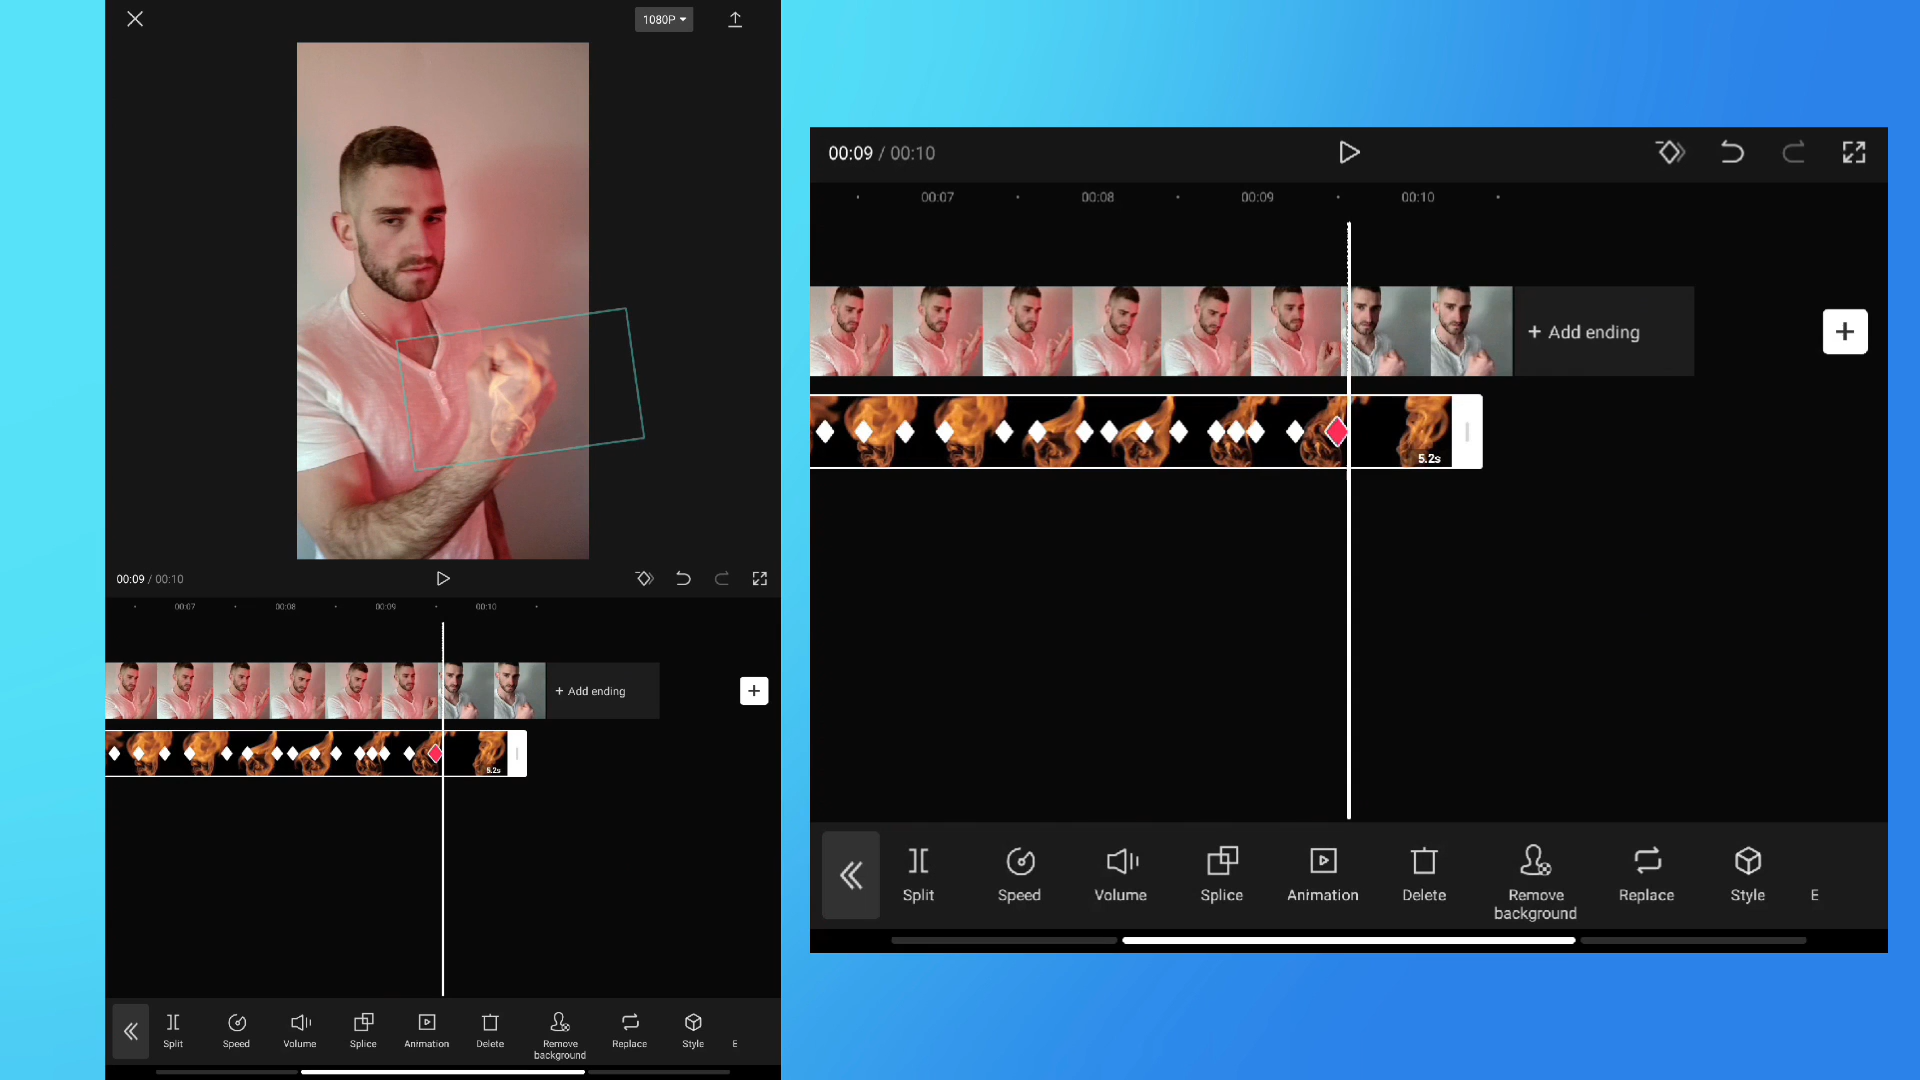 1080P
00:09 / 00:10
00:07
00:08
00:09
00:10
+ Add ending
5.2s
Split
Speed
Volume
Splice
Animation
Delete
Remove
background
Replace
Style
E
00:09 / 00:10
00:07
00:08
00:09
00:10
+ Add ending
5.2s
Split
Speed
Volume
Splice
Animation
Delete
Remove
background
Replace
Style
E